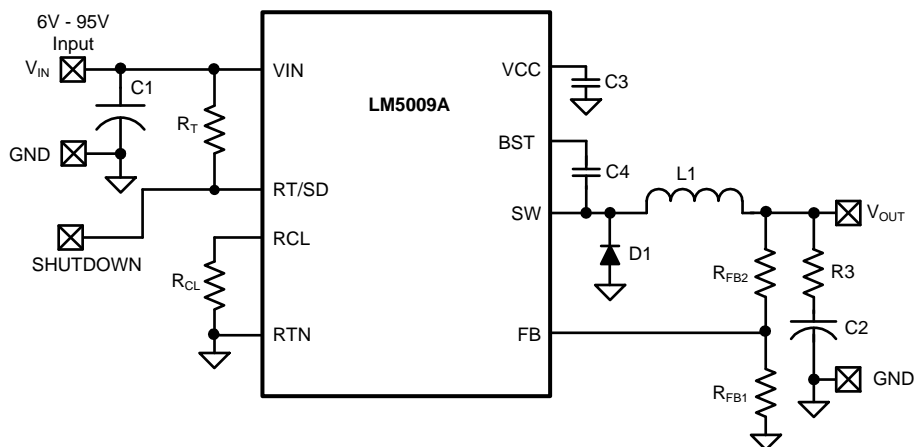 6V - 95V
Input
VIN
C1
RT
GND
SHUTDOWN
RCL
VIN
RT/SD
RCL
RTN
LM5009A
VCC
BST
SW
FB
C3
C4
L1
D1
VOUT
RFB2
R3
C2
GND
RFB1